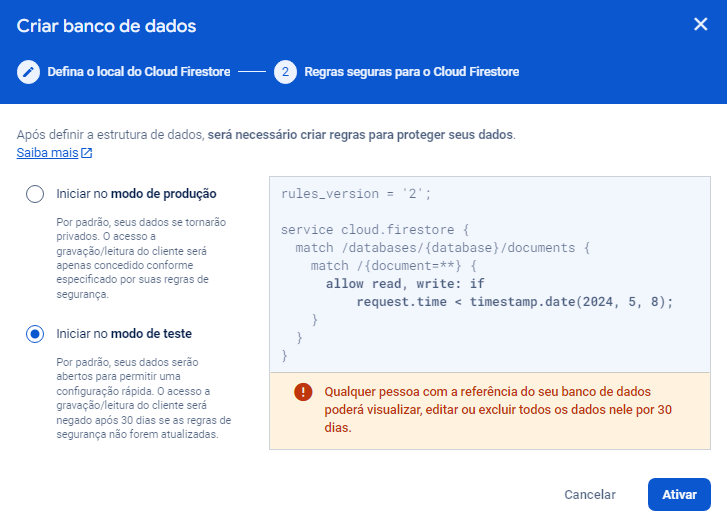 Criar banco de dados
Defina o local do Cloud Firestore
2 Regras seguras para o Cloud Firestore
Após definir a estrutura de dados, será necessário criar regras para proteger seus dados.
Saiba mais
Iniciar no modo de produção
Por padrão, seus dados se tornarão
privados. O acesso a
gravação/leitura do cliente será
apenas concedido conforme
especificado por suas regras de
segurança.
Iniciar no modo de teste
Por padrão, seus dados serão
abertos para permitir uma
configuração rápida. O acesso a
gravação/leitura do cliente será
negado após 30 dias se as regras de
segurança não forem atualizadas.
rules_version = '2';
service cloud.firestore {
match /databases/{database}/documents {
match /{document=**} {
allow read, write: if
request.time < timestamp.date(2024, 5, 8);
}
}
}
Qualquer pessoa com a referência do seu banco de dados
poderá visualizar, editar ou excluir todos os dados nele por 30
dias.
Cancelar
Ativar